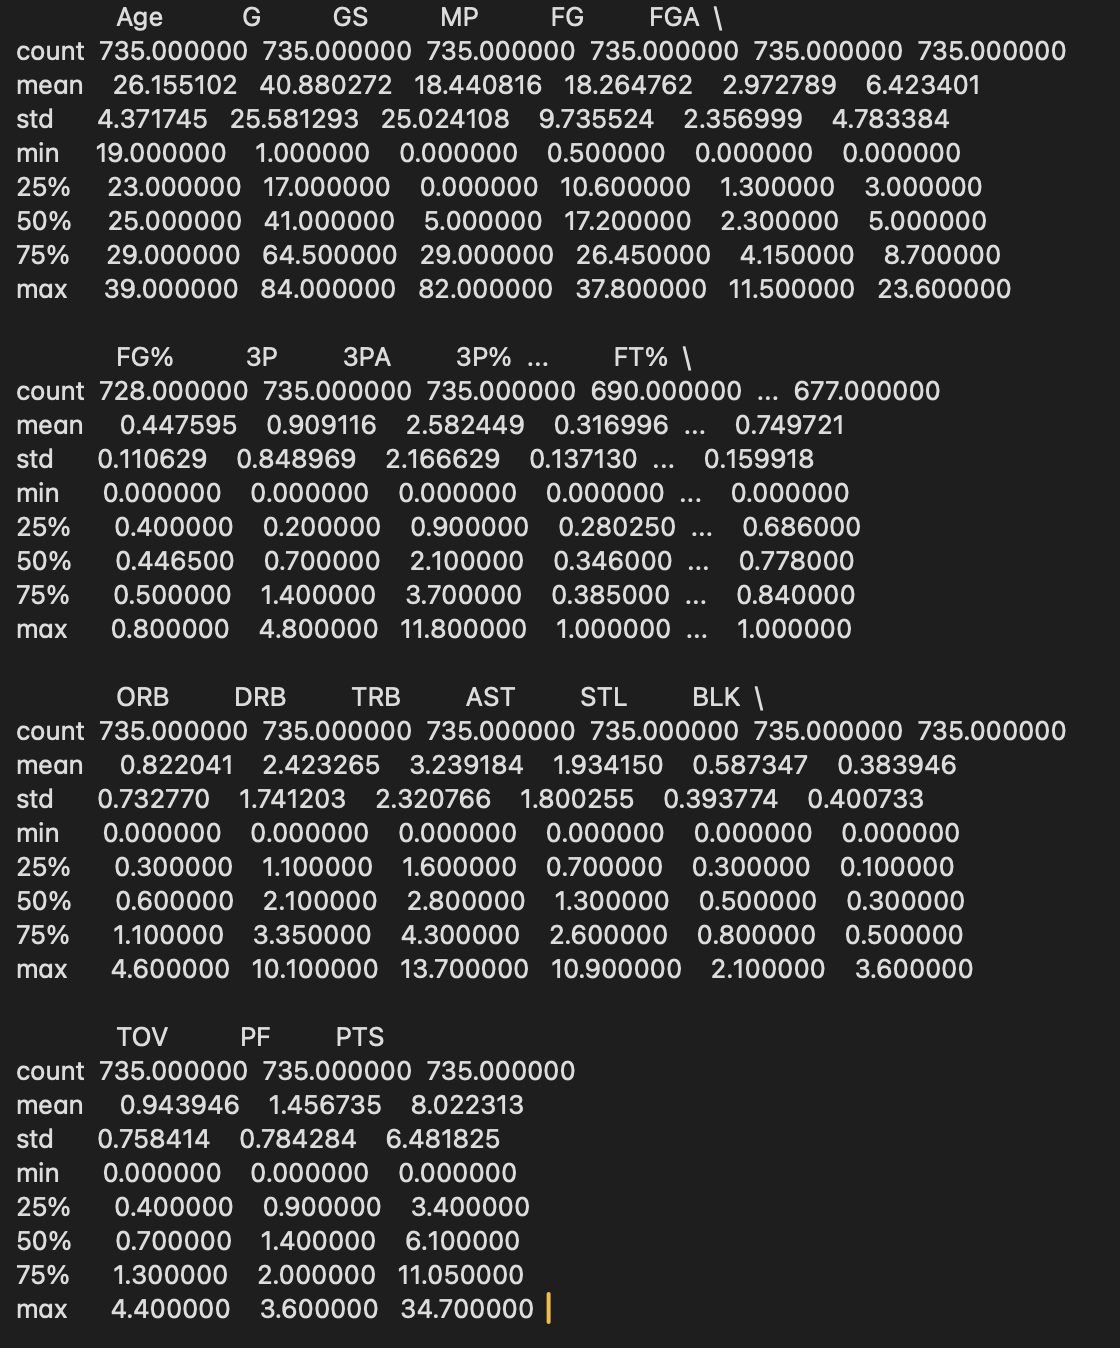 Age G GS MP FG FGA \
count 735.000000 735.000000 735.000000 735.000000 735.000000 735.000000
mean 26.155102 40.880272 18.440816 18.264762 2.972789 6.423401
std 4.371745 25.581293 25.024108 9.735524 2.356999 4.783384
min 19.000000 1.000000 0.000000 0.500000 0.000000 0.000000
25% 23.000000 17.000000 0.000000 10.600000 1.300000 3.000000
50% 25.000000 41.000000 5.000000 17.200000 2.300000 5.000000
75% 29.000000 64.500000 29.000000 26.450000 4.150000 8.700000
max 39.000000 84.000000 82.000000 37.800000 11.500000 23.600000
FG% 3P 3PA 3P% ... FT% \
count 728.000000 735.000000 735.000000 690.000000 ... 677.000000
mean 0.447595 0.909116 2.582449 0.316996 ... 0.749721
std 0.110629 0.848969 2.166629 0.137130 ... 0.159918
min 0.000000 0.000000 0.000000 0.000000 ... 0.000000
25% 0.400000 0.200000 0.900000 0.280250 ... 0.686000
50% 0.446500 0.700000 2.100000 0.346000 ... 0.778000
75% 0.500000 1.400000 3.700000 0.385000 ... 0.840000
max 0.800000 4.800000 11.800000 1.000000 ... 1.000000
ORB DRB TRB AST STL BLK \
count 735.000000 735.000000 735.000000 735.000000 735.000000 735.000000
mean 0.822041 2.423265 3.239184 1.934150 0.587347 0.383946
std 0.732770 1.741203 2.320766 1.800255 0.393774 0.400733
min 0.000000 0.000000 0.000000 0.000000 0.000000 0.000000
25% 0.300000 1.100000 1.600000 0.700000 0.300000 0.100000
50% 0.600000 2.100000 2.800000 1.300000 0.500000 0.300000
75% 1.100000 3.350000 4.300000 2.600000 0.800000 0.500000
max 4.600000 10.100000 13.700000 10.900000 2.100000 3.600000
TOV PF PTS
count 735.000000 735.000000 735.000000
mean 0.943946 1.456735 8.022313
std 0.758414 0.784284 6.481825
min 0.000000 0.000000 0.000000
25% 0.400000 0.900000 3.400000
50% 0.700000 1.400000 6.100000
75% 1.300000 2.000000 11.050000
max 4.400000 3.600000 34.700000